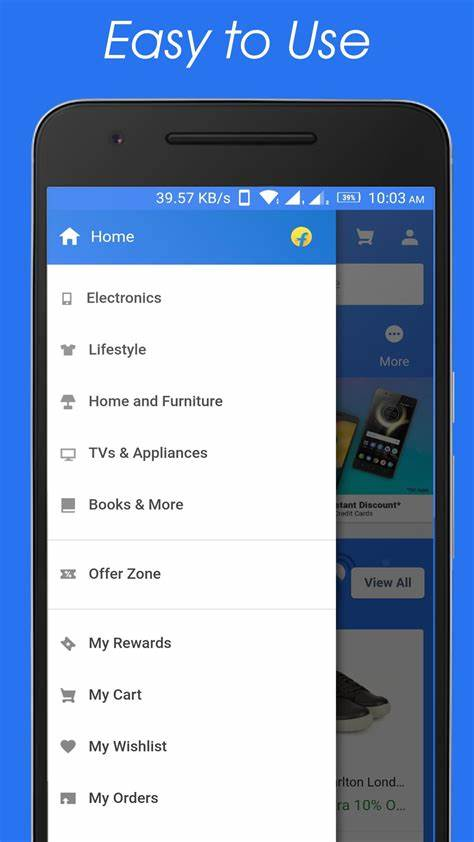 Easy to Use
39.57 KB/s 39% 10:03 AM
Home
Electronics
Lifestyle
More
Home and Furniture
TVs & Appliances
Books & More
stant Discount*
Credit Cards
Offer Zone
View All
My Rewards
My Cart
My Wishlist
rlton Lond...
My Orders
ra 10% O...